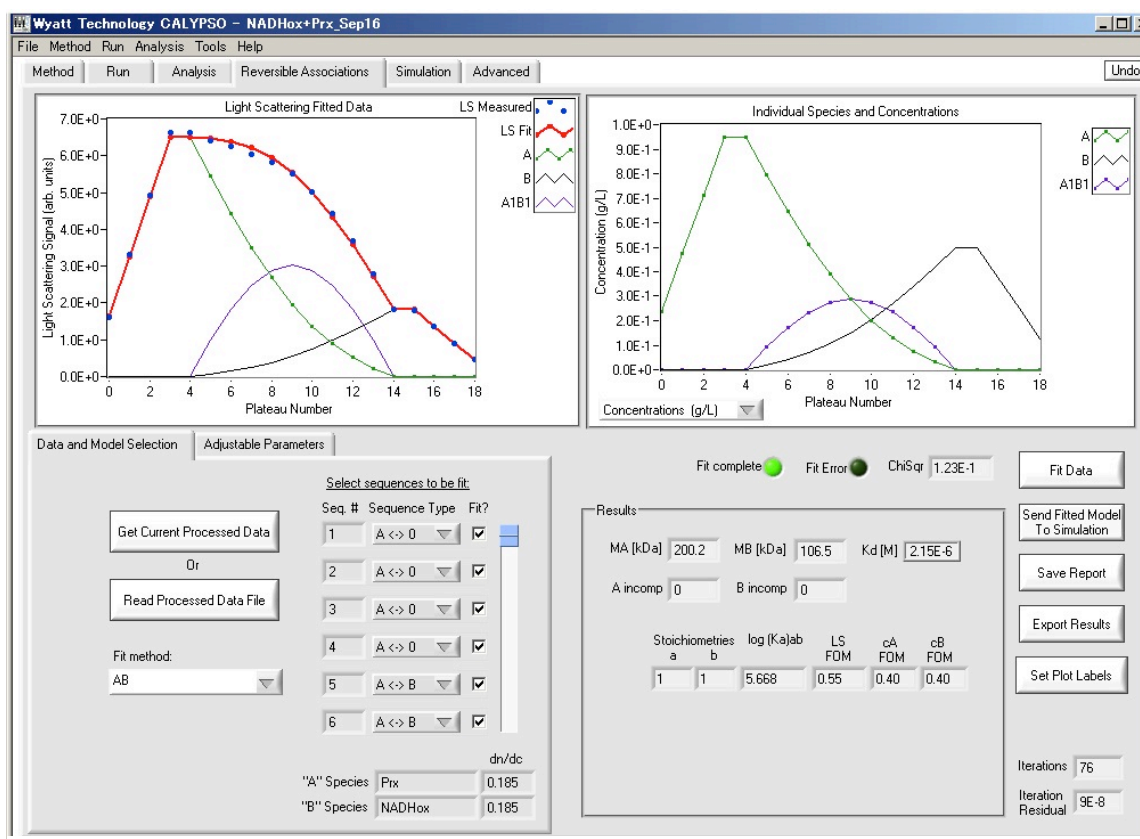 Wyatt Technology CALYPSO - NADHox+Prx_Sep16
File Method Run Analysis Tools Help
Method Run Analysis Reversible Associations Simulation Advanced Undo
Light Scattering Fitted Data
LS Measured
LS Fit
A
B
A1B1
Light Scattering Signal (arb. units)
7.0E+0
6.0E+0
5.0E+0
4.0E+0
3.0E+0
2.0E+0
1.0E+0
0.0E+0
0 2 4 6 8 10 12 14 16 18
Plateau Number
Individual Species and Concentrations
A
B
A1B1
Concentration (g/L)
1.0E+0
9.0E-1
8.0E-1
7.0E-1
6.0E-1
5.0E-1
4.0E-1
3.0E-1
2.0E-1
1.0E-1
0.0E+0
0 2 4 6 8 10 12 14 16 18
Plateau Number
Concentrations (g/L)
Data and Model Selection Adjustable Parameters
Select sequences to be fit:
Seq. # Sequence Type Fit?
1 A <-> 0
2 A <-> 0
3 A <-> 0
4 A <-> 0
5 A <-> B
6 A <-> B
Get Current Processed Data
Or
Read Processed Data File
Fit method:
AB
dn/dc
"A" Species Prx 0.185
"B" Species NADHox 0.185
Fit complete Fit Error ChiSqr 1.23E-1
Results
MA [kDa] 200.2 MB [kDa] 106.5 Kd [M] 2.15E-6
A incomp 0 B incomp 0
Stoichiometries log (Ka)ab LS cA cB
a b FOM FOM FOM
1 1 5.668 0.55 0.40 0.40
Fit Data
Send Fitted Model
To Simulation
Save Report
Export Results
Set Plot Labels
Iterations 76
Iteration
Residual 9E-8